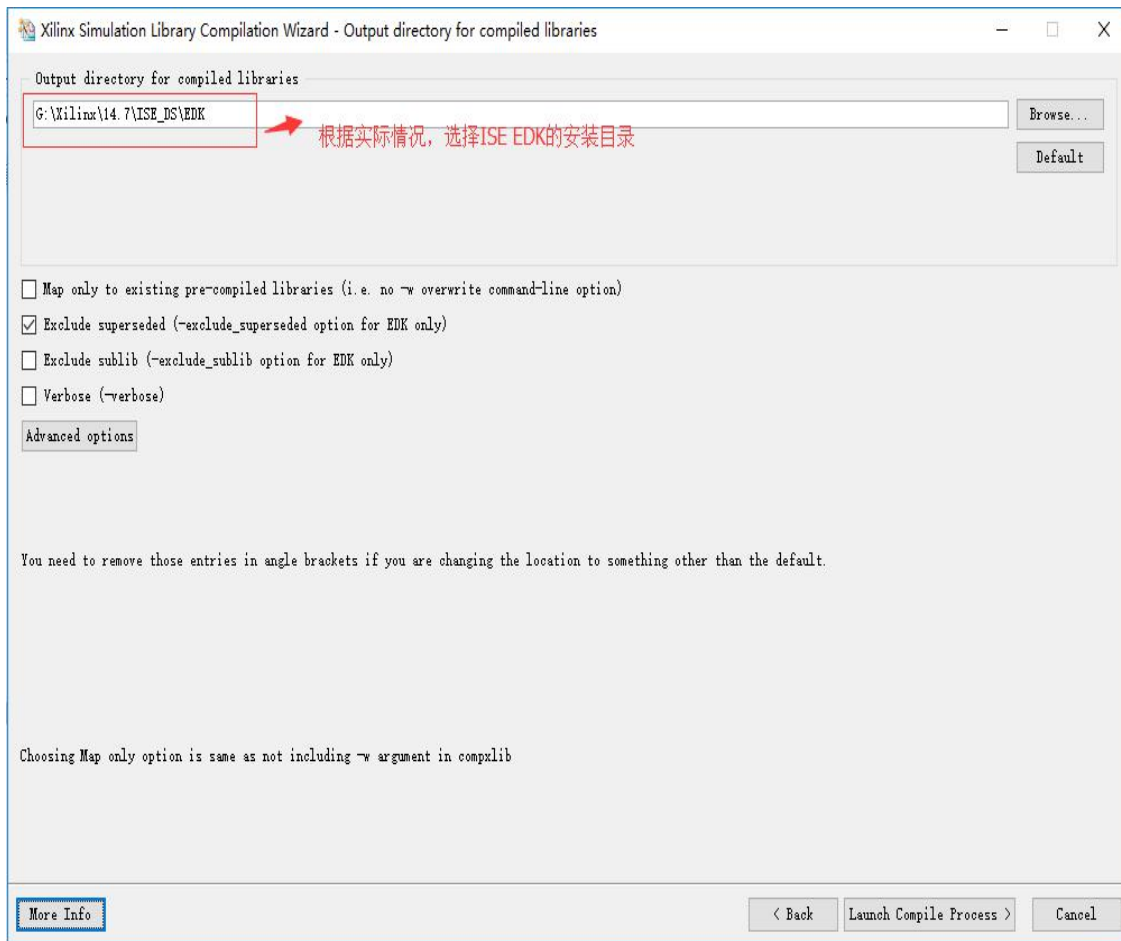 Xilinx Simulation Library Compilation Wizard - Output directory for compiled libraries
Output directory for compiled libraries
G:\Xilinx\14.7\ISE_DS\EDK
Browse...
根据实际情况，选择ISE EDK的安装目录
Default
Map only to existing pre-compiled libraries (i.e. no -w overwrite command-line option)
Exclude superseded (-exclude_superseded option for EDK only)
Exclude sublib (-exclude_sublib option for EDK only)
Verbose (-verbose)
Advanced options
You need to remove those entries in angle brackets if you are changing the location to something other than the default.
Choosing Map only option is same as not including -w argument in compxlib
More Info
< Back
Launch Compile Process >
Cancel